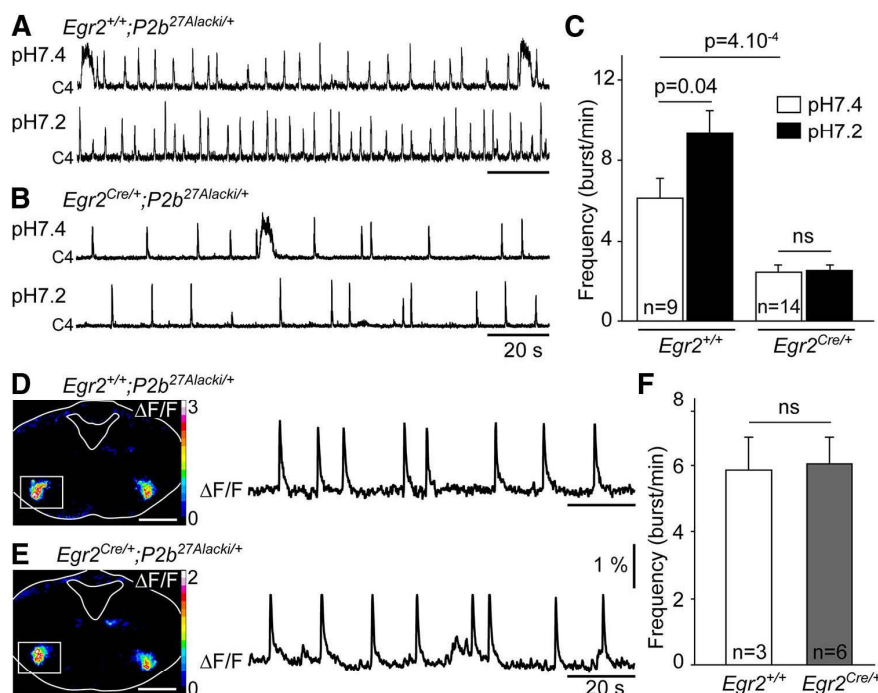 A
Egr2+/+;P2b27Alacki/+
pH7.4
C4
pH7.2
C4
B
Egr2Cre/+;P2b27Alacki/+
pH7.4
C4
pH7.2
C4
20 s
C
p=4.10-4
p=0.04
pH7.4
pH7.2
ns
Frequency (burst/min)
12
9
6
3
0
n=9
n=14
Egr2+/+
Egr2Cre/+
D
Egr2+/+;P2b27Alacki/+
ΔF/F
3
0
ΔF/F
E
Egr2Cre/+;P2b27Alacki/+
ΔF/F
2
0
ΔF/F
1 %
20 s
F
ns
Frequency (burst/min)
8
6
4
2
0
n=3
n=6
Egr2+/+
Egr2Cre/+